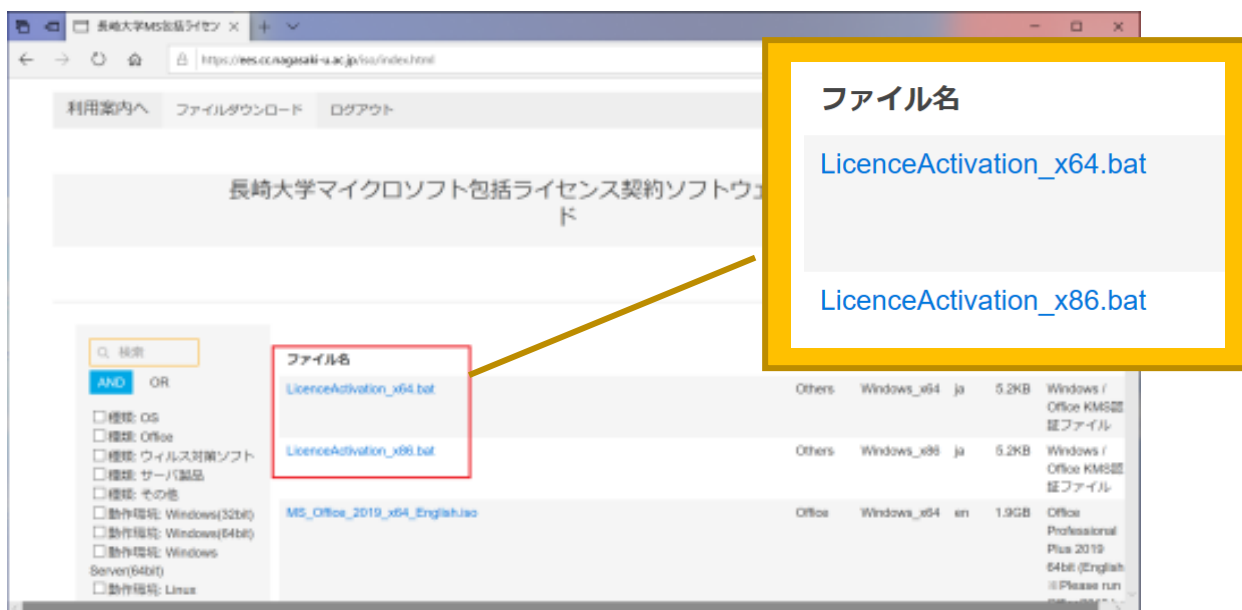 長崎大学MS包括ライセン
https://ees.cc.nagasaki-u.ac.jp/iso/index.html
利用案内へ ファイルダウンロード ログアウト
長崎大学マイクロソフト包括ライセンス契約ソフトウェ
ド
検索
AND OR
種類: OS
種類: Office
種類: ウィルス対策ソフト
種類: サーバ製品
種類: その他
動作環境: Windows(32bit)
動作環境: Windows(64bit)
動作環境: Windows
Server(64bit)
動作環境: Linux
ファイル名
LicenceActivation_x64.bat Others Windows_x64 ja 5.2KB Windows /
Office KMS認
証ファイル
LicenceActivation_x86.bat Others Windows_x86 ja 5.2KB Windows /
Office KMS認
証ファイル
MS_Office_2019_x64_English.iso Office Windows_x64 en 1.9GB Office
Professional
Plus 2019
64bit (English
※Please run
ファイル名
LicenceActivation_x64.bat
LicenceActivation_x86.bat